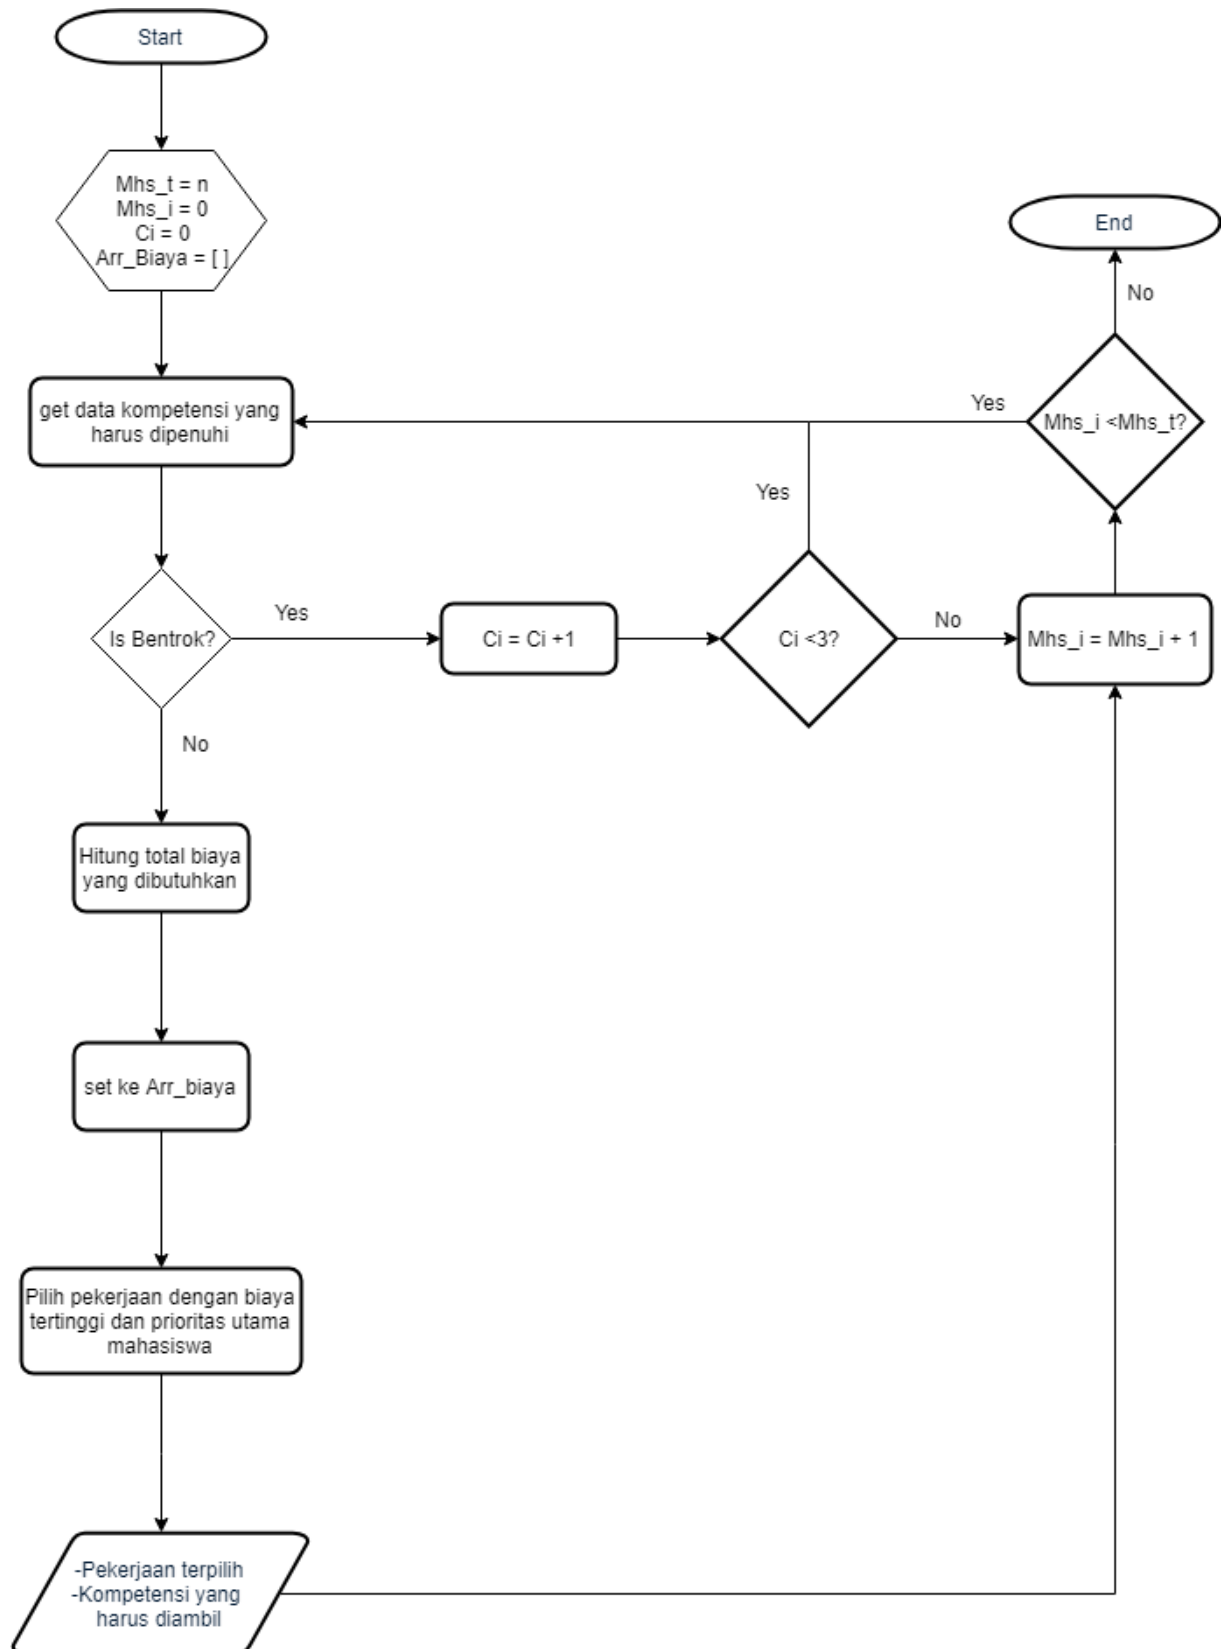 Start
Mhs_t = n
Mhs_i = 0
Ci = 0
Arr_Biaya = [ ]
End
No
get data kompetensi yang
harus dipenuhi
Yes
Mhs_i <Mhs_t?
Yes
Is Bentrok?
Yes
Ci = Ci +1
Ci <3?
No
Mhs_i = Mhs_i + 1
No
Hitung total biaya
yang dibutuhkan
set ke Arr_biaya
Pilih pekerjaan dengan biaya
tertinggi dan prioritas utama
mahasiswa
-Pekerjaan terpilih
-Kompetensi yang
harus diambil